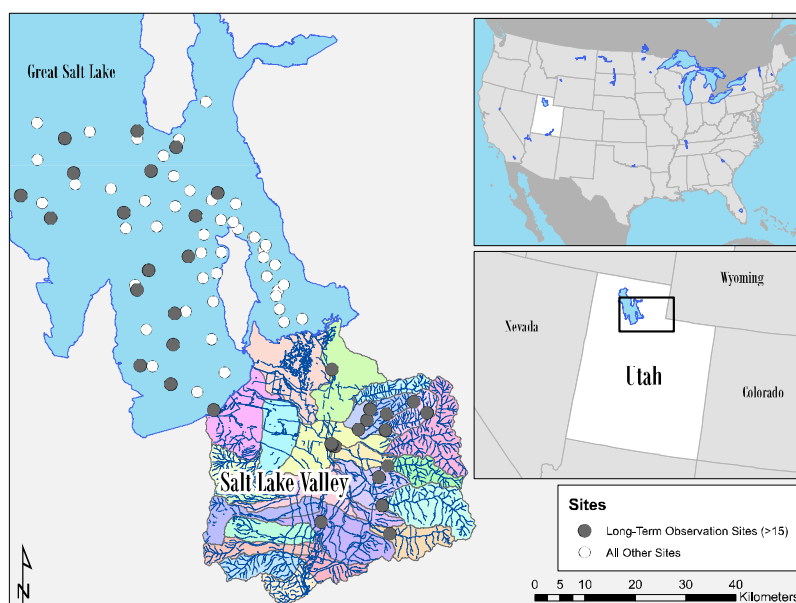 Great Salt Lake
Salt Lake Valley
Wyoming
Nevada
Utah
Colorado
Sites
Long-Term Observation Sites (>15)
All Other Sites
N
0 5 10 20 30 40
Kilometers